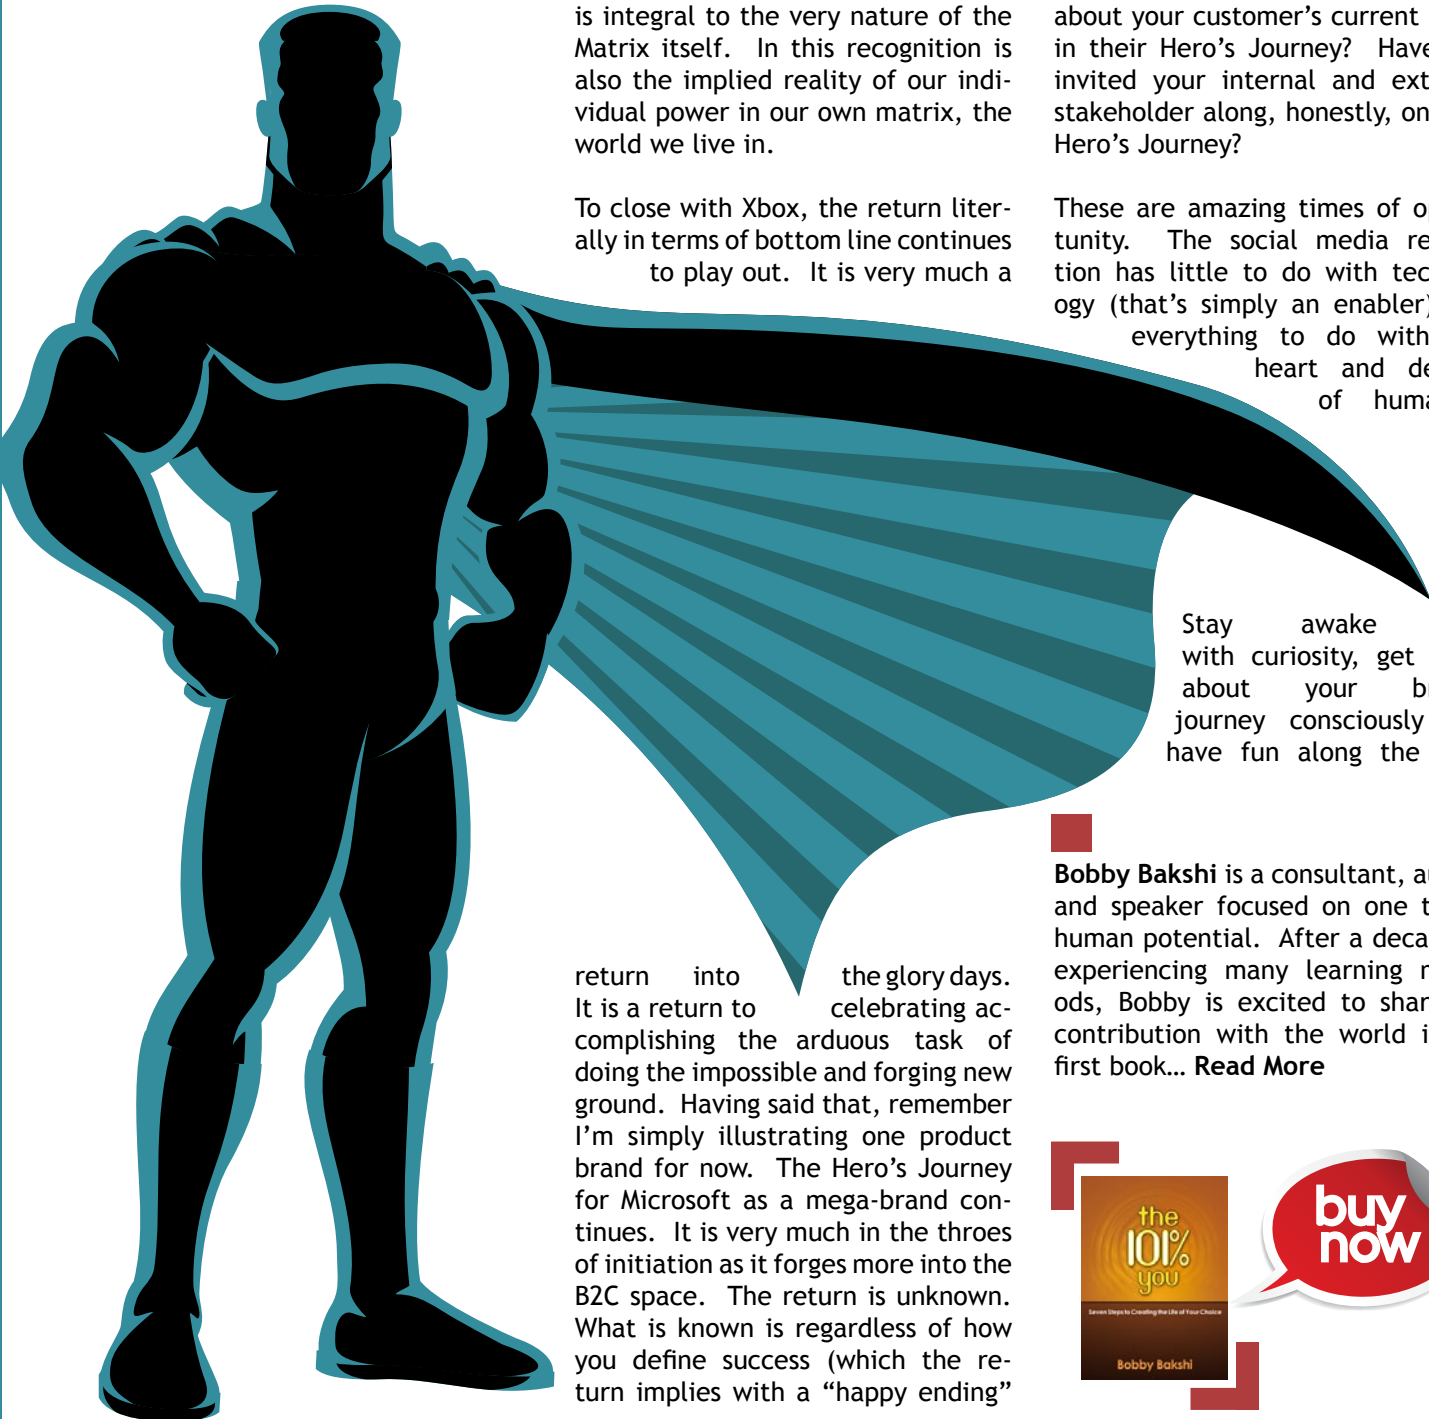 is integral to the very nature of the
Matrix itself. In this recognition is
also the implied reality of our indi-
vidual power in our own matrix, the
world we live in.
To close with Xbox, the return liter-
ally in terms of bottom line continues
to play out. It is very much a
return into the glory days.
It is a return to celebrating ac-
complishing the arduous task of
doing the impossible and forging new
ground. Having said that, remember
I’m simply illustrating one product
brand for now. The Hero’s Journey
for Microsoft as a mega-brand con-
tinues. It is very much in the throes
of initiation as it forges more into the
B2C space. The return is unknown.
What is known is regardless of how
you define success (which the re-
turn implies with a “happy ending”
about your customer’s current
in their Hero’s Journey? Have
invited your internal and ext
stakeholder along, honestly, on
Hero’s Journey?
These are amazing times of op
tunity. The social media re
tion has little to do with tec
ogy (that’s simply an enabler)
everything to do with
heart and de
of huma
Stay awake
with curiosity, get
about your b
journey consciously
have fun along the
Bobby Bakshi is a consultant, au
and speaker focused on one t
human potential. After a deca
experiencing many learning m
ods, Bobby is excited to shar
contribution with the world i
first book… Read More
the
101%
you
Seven Steps to Creating the Life of Your Choice
Bobby Bakshi
buy
now